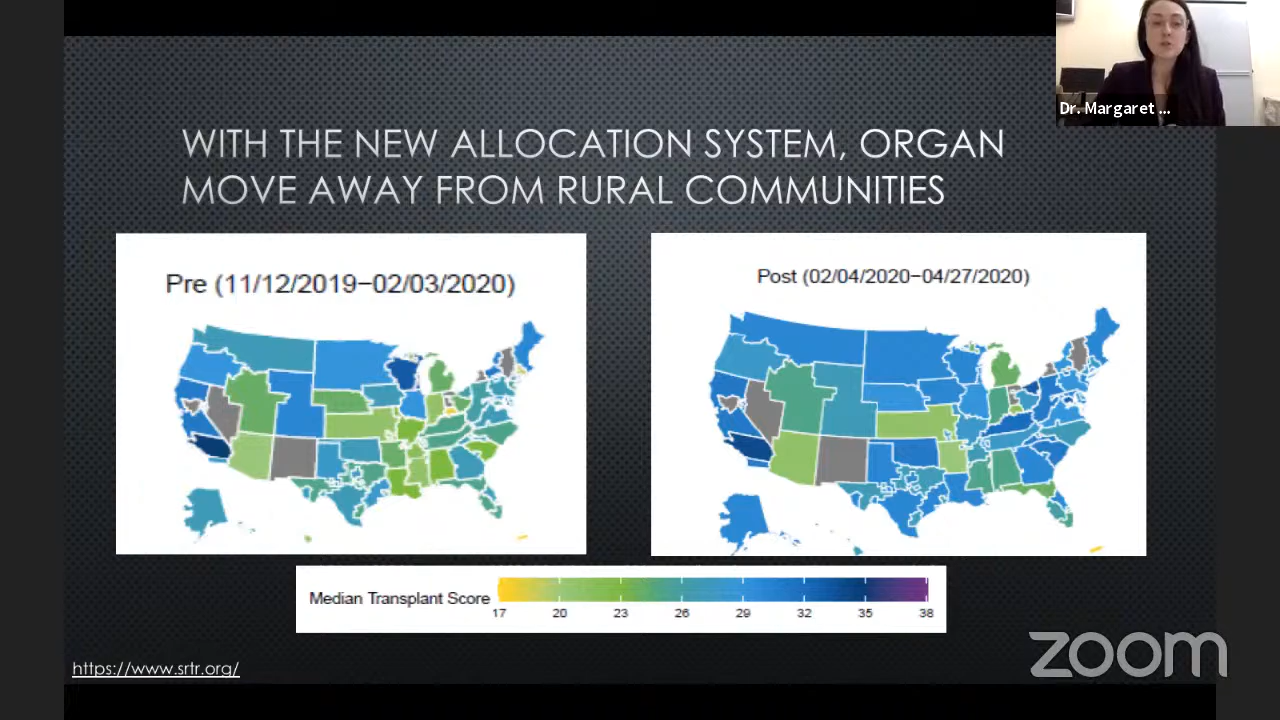 Dr. Margaret ...
WITH THE NEW ALLOCATION SYSTEM, ORGAN
MOVE AWAY FROM RURAL COMMUNITIES
Pre (11/12/2019−02/03/2020)
Post (02/04/2020−04/27/2020)
Median Transplant Score
17 20 23 26 29 32 35 38
https://www.srtr.org/
zoom